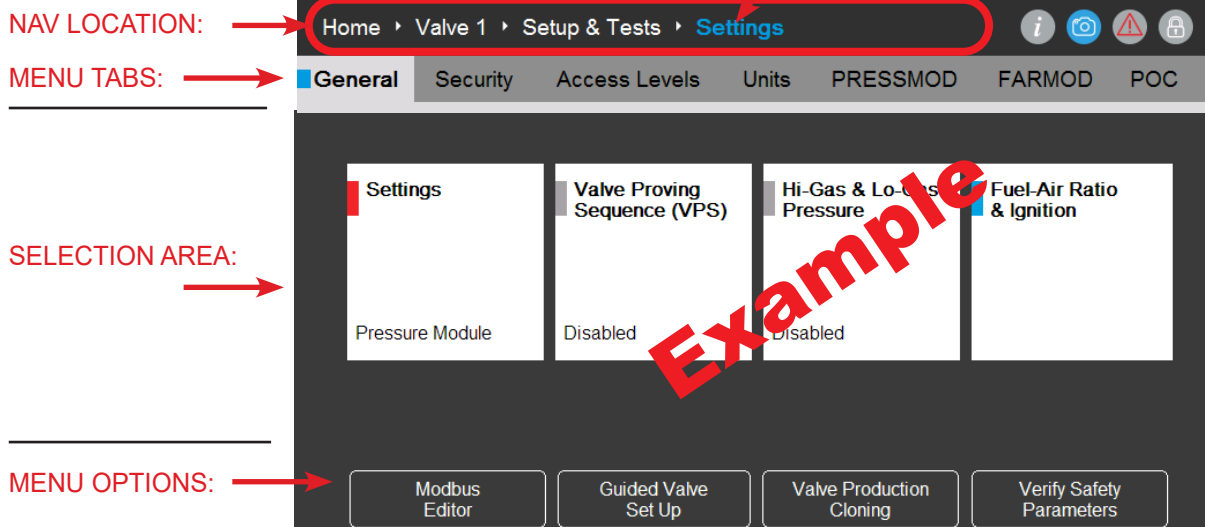 NAV LOCATION:
Home ‣ Valve 1 ‣ Setup & Tests ‣ Settings
i
MENU TABS:
General Security Access Levels Units PRESSMOD FARMOD POC
SELECTION AREA:
Settings
Pressure Module
Valve Proving
Sequence (VPS)
Disabled
Hi-Gas & Lo-Gas
Pressure
Disabled
Fuel-Air Ratio
& Ignition
Example
MENU OPTIONS:
Modbus
Editor
Guided Valve
Set Up
Valve Production
Cloning
Verify Safety
Parameters